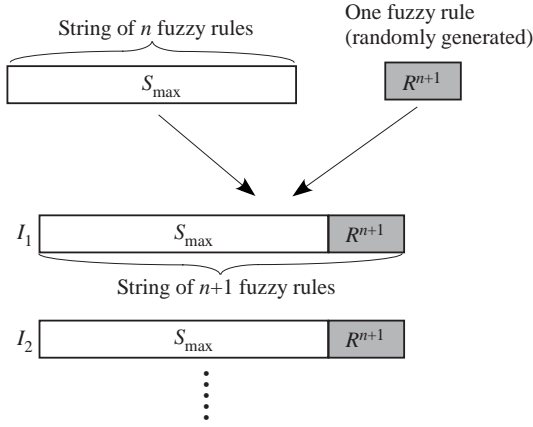 String of n fuzzy rules
One fuzzy rule
(randomly generated)
S_max
R^{n+1}
I_1
S_max
R^{n+1}
String of n+1 fuzzy rules
I_2
S_max
R^{n+1}